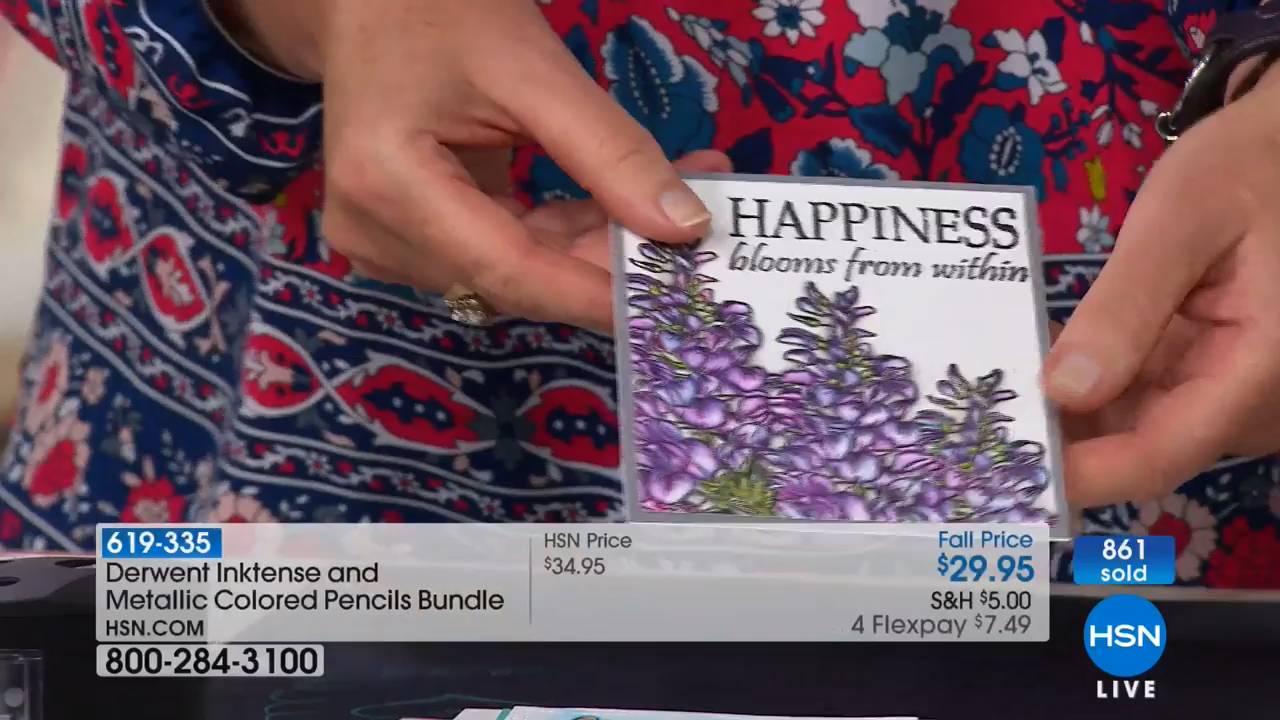 HAPPINESS
blooms from within
619-335
Derwent Inktense and
Metallic Colored Pencils Bundle
HSN.COM
800-284-3100
HSN Price
$34.95
Fall Price
$29.95
S&H $5.00
4 Flexpay $7.49
861
sold
HSN
LIVE